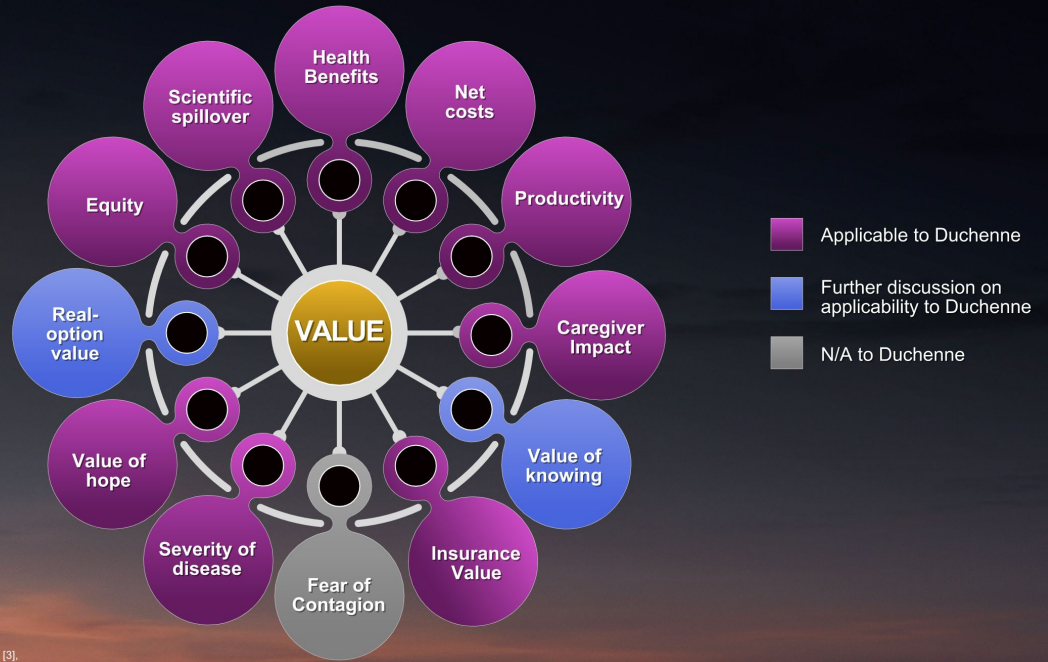 Health
Benefits
Net
costs
Productivity
Caregiver
Impact
Value of
knowing
Insurance
Value
Fear of
Contagion
Severity of
disease
Value of
hope
Real-
option
value
Equity
Scientific
spillover
VALUE
Applicable to Duchenne
Further discussion on
applicability to Duchenne
N/A to Duchenne
[3],